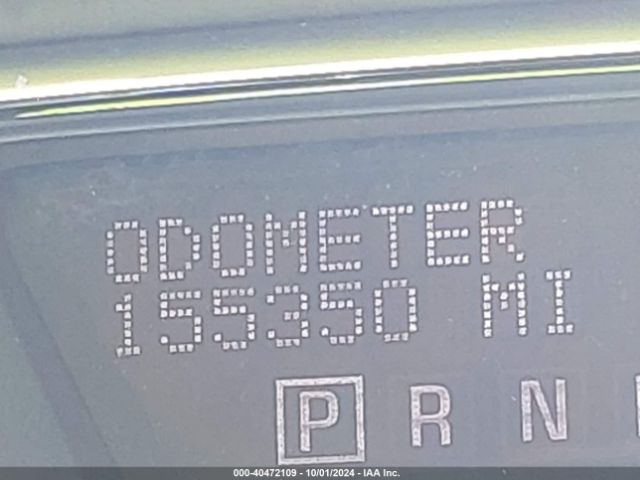 ODOMETER
155350 MI
P R N
000-40472109 - 10/01/2024 - IAA Inc.